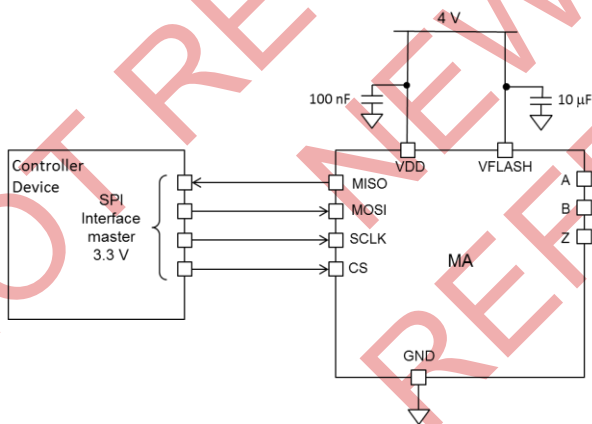 4 V
100 nF
10 µF
VDD
VFLASH
Controller
Device
SPI
Interface
master
3.3 V
MISO
MOSI
SCLK
CS
MA
A
B
Z
GND